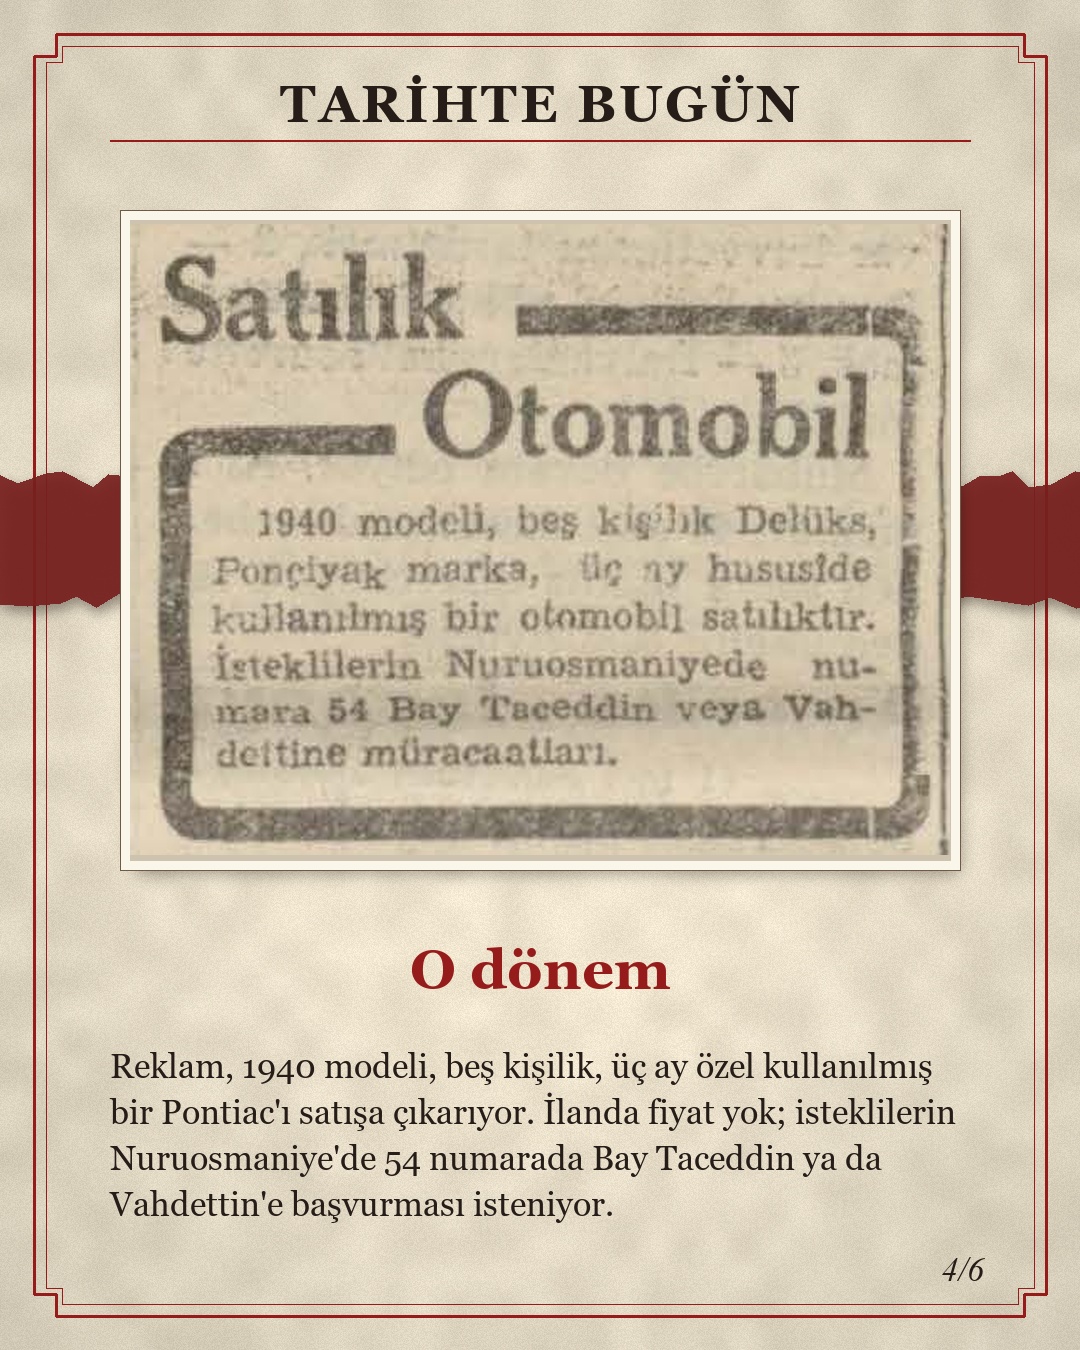 TARİHTE BUGÜN
Satılık
Otomobil
1940 modeli, beş kişilik Delüks,
Ponçiyak marka, üç ay hususîde
kullanılmış bir otomobil satılıktır.
İsteklilerin Nuruosmaniyede nu-
mara 54 Bay Taceddin veya Vah-
dettine müracaatları.
O dönem
Reklam, 1940 modeli, beş kişilik, üç ay özel kullanılmış
bir Pontiac'ı satışa çıkarıyor. İlanda fiyat yok; isteklilerin
Nuruosmaniye'de 54 numarada Bay Taceddin ya da
Vahdettin'e başvurması isteniyor.
4/6